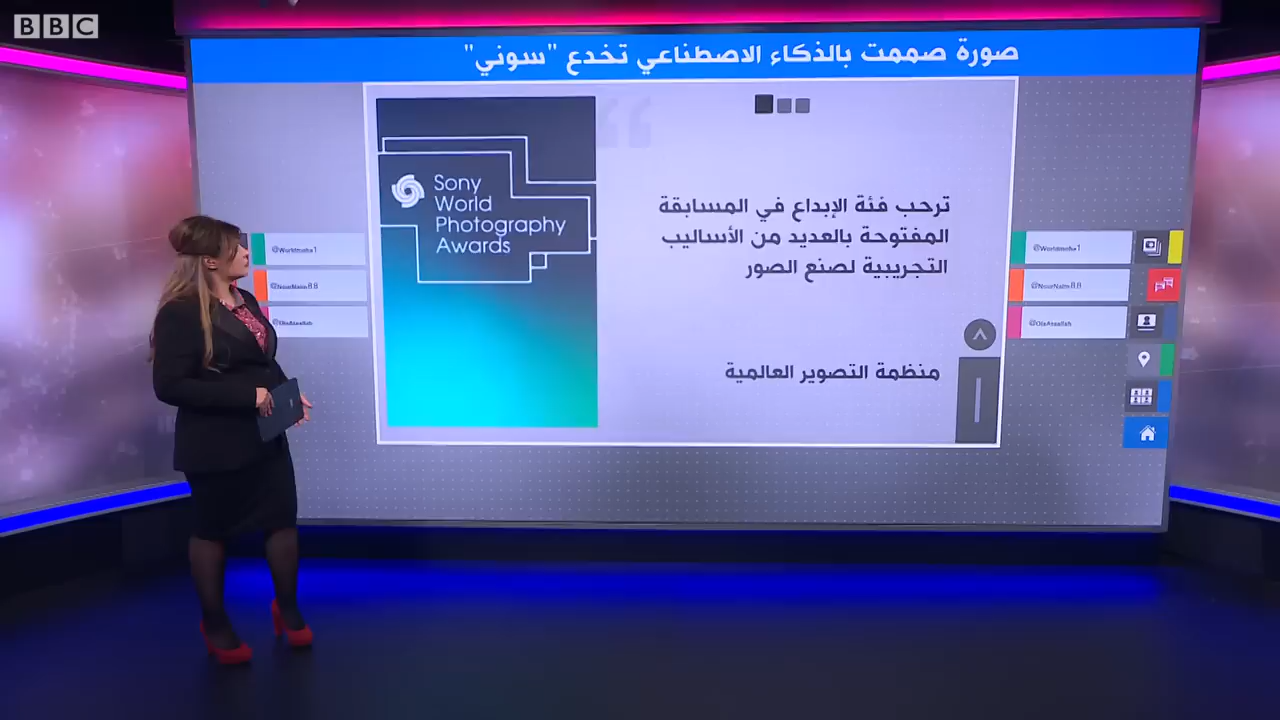 BBC
صورة صممت بالذكاء الاصطناعي تخدع "سوني"
Sony
World
Photography
Awards
ترحب فئة الإبداع في المسابقة
المفتوحة بالعديد من الأساليب
التجريبية لصنع الصور
منظمة التصوير العالمية